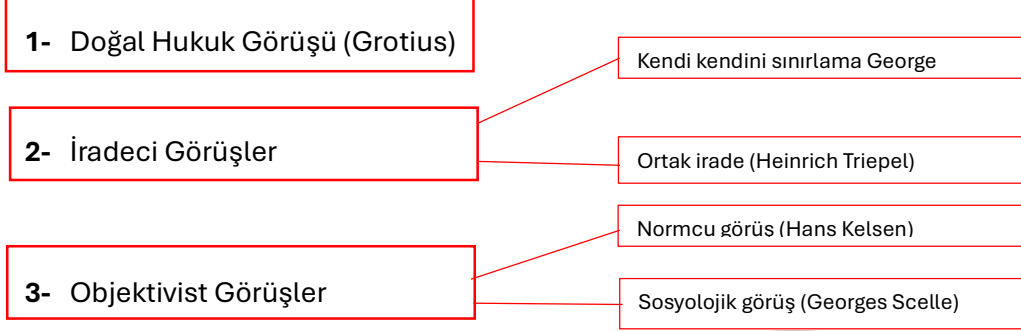 1- Doğal Hukuk Görüşü (Grotius)
Kendi kendini sınırlama George
2- İradeci Görüşler
Ortak irade (Heinrich Triepel)
Normcu görüş (Hans Kelsen)
3- Objektivist Görüşler
Sosyolojik görüş (Georges Scelle)